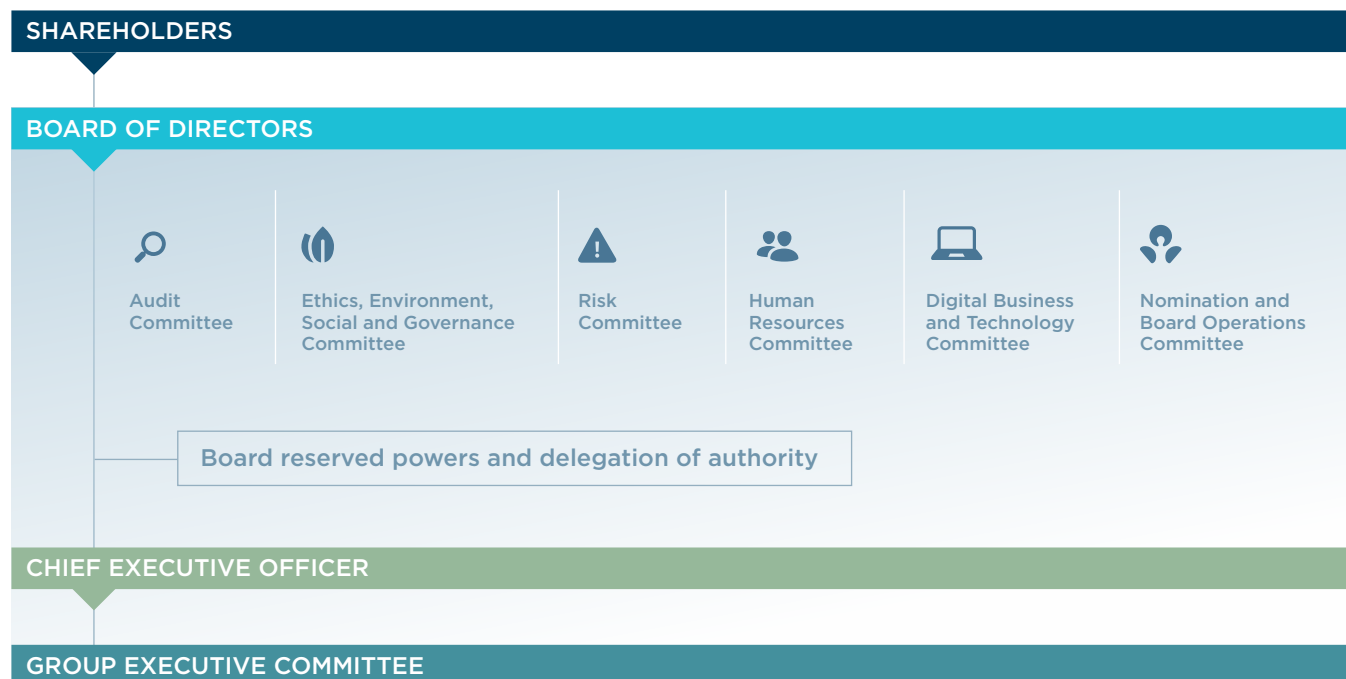 SHAREHOLDERS
BOARD OF DIRECTORS
Audit
Committee
Ethics, Environment,
Social and Governance
Committee
Risk
Committee
Human
Resources
Committee
Digital Business
and Technology
Committee
Nomination and
Board Operations
Committee
Board reserved powers and delegation of authority
CHIEF EXECUTIVE OFFICER
GROUP EXECUTIVE COMMITTEE